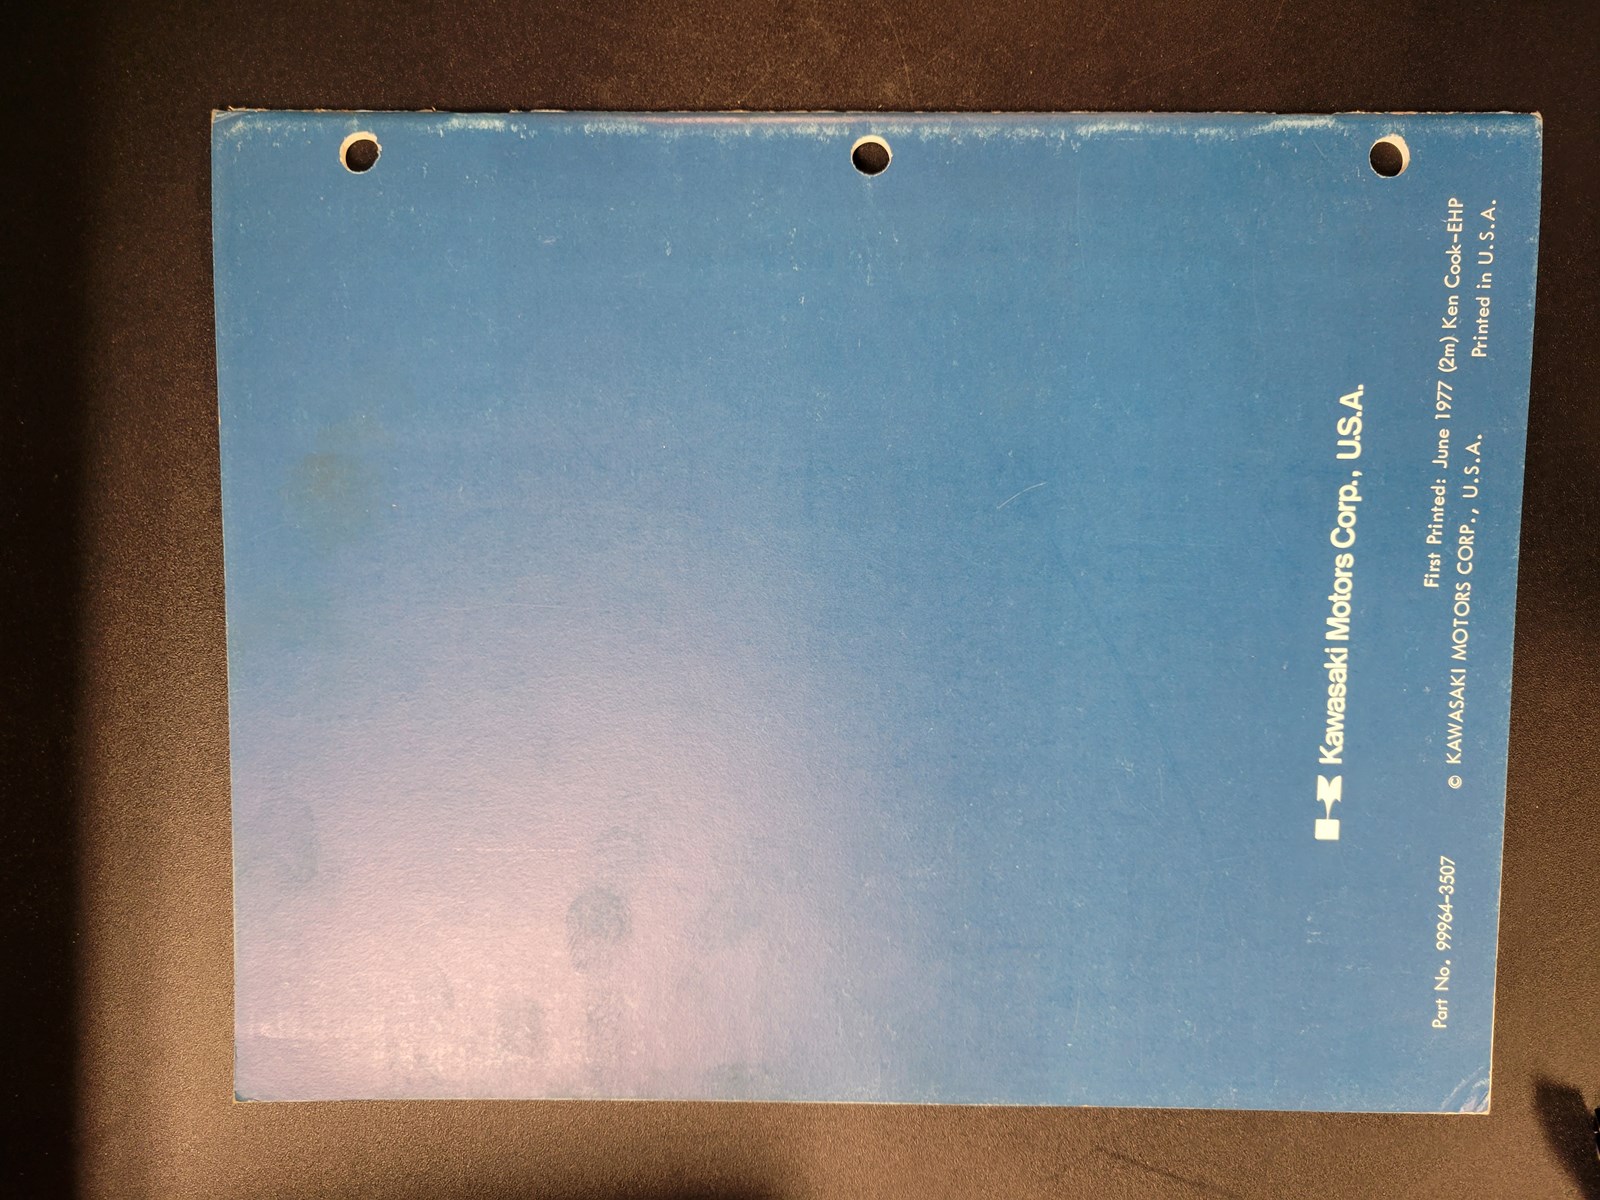 Kawasaki Motors Corp., U.S.A.
First Printed: June 1977 (2m) Ken Cook-EHP
Part No. 99964-3507 © KAWASAKI MOTORS CORP., U.S.A. Printed in U.S.A.